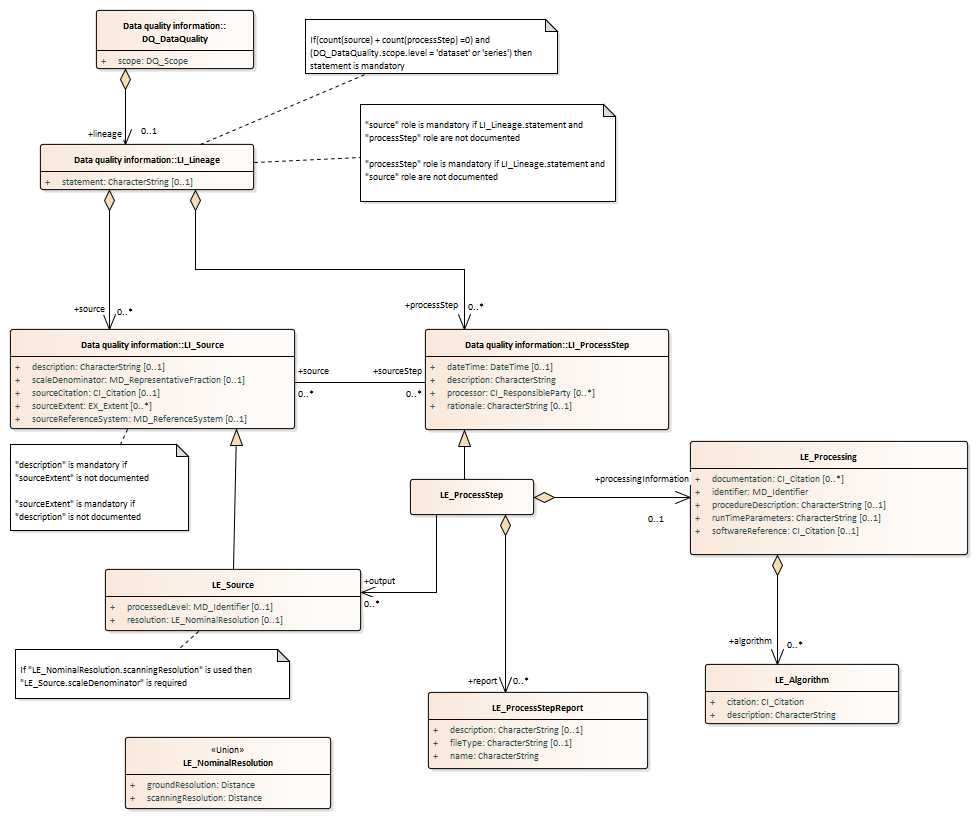 Data quality information::
DQ_DataQuality
+ scope: DQ_Scope
If(count(source) + count(processStep) =0) and
(DQ_DataQuality.scope.level = 'dataset' or 'series') then
statement is mandatory
+lineage
0..1
"source" role is mandatory if LI_Lineage.statement and
"processStep" role are not documented
"processStep" role is mandatory if LI_Lineage.statement and
"source" role are not documented
Data quality information::LI_Lineage
+ statement: CharacterString [0..1]
+source
0..*
+processStep
0..*
Data quality information::LI_Source
+ description: CharacterString [0..1]
+ scaleDenominator: MD_RepresentativeFraction [0..1]
+ sourceCitation: CI_Citation [0..1]
+ sourceExtent: EX_Extent [0..*]
+ sourceReferenceSystem: MD_ReferenceSystem [0..1]
+source
0..*
+sourceStep
0..*
Data quality information::LI_ProcessStep
+ dateTime: DateTime [0..1]
+ description: CharacterString
+ processor: CI_ResponsibleParty [0..*]
+ rationale: CharacterString [0..1]
"description" is mandatory if
"sourceExtent" is not documented
"sourceExtent" is mandatory if
"description" is not documented
LE_ProcessStep
+processingInformation
0..1
LE_Processing
+ documentation: CI_Citation [0..*]
+ identifier: MD_Identifier
+ procedureDescription: CharacterString [0..1]
+ runTimeParameters: CharacterString [0..1]
+ softwareReference: CI_Citation [0..1]
LE_Source
+ processedLevel: MD_Identifier [0..1]
+ resolution: LE_NominalResolution [0..1]
+output
0..*
If "LE_NominalResolution.scanningResolution" is used then
"LE_Source.scaleDenominator" is required
+algorithm
0..*
LE_Algorithm
+ citation: CI_Citation
+ description: CharacterString
+report
0..*
LE_ProcessStepReport
+ description: CharacterString [0..1]
+ fileType: CharacterString [0..1]
+ name: CharacterString
«Union»
LE_NominalResolution
+ groundResolution: Distance
+ scanningResolution: Distance